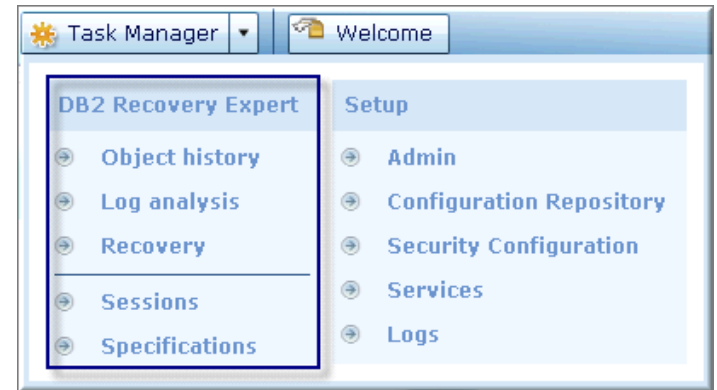 Task Manager
Welcome
DB2 Recovery Expert
Object history
Log analysis
Recovery
Sessions
Specifications
Setup
Admin
Configuration Repository
Security Configuration
Services
Logs